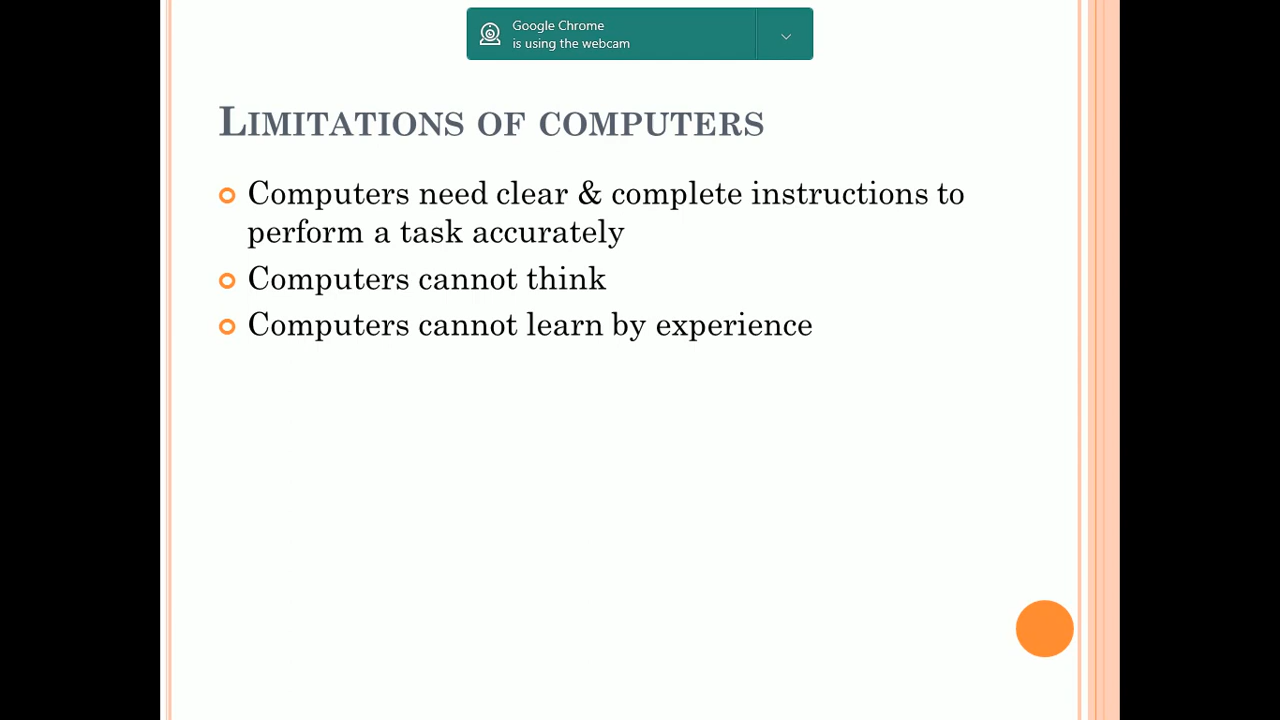 Google Chrome
is using the webcam
LIMITATIONS OF COMPUTERS
Computers need clear & complete instructions to
perform a task accurately
Computers cannot think
Computers cannot learn by experience